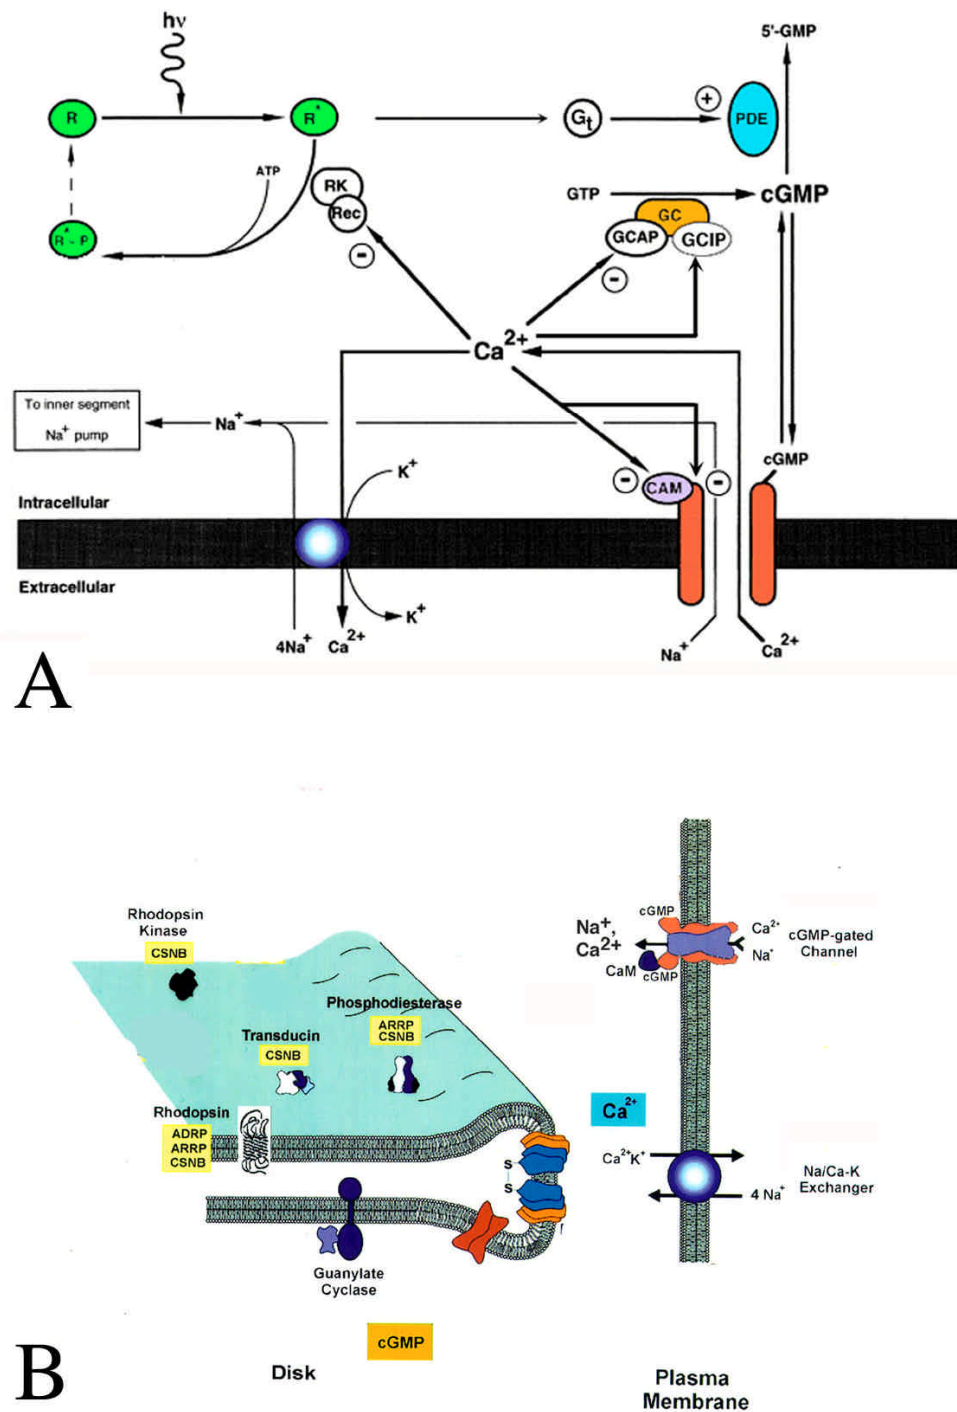 hν
5'-GMP
R
R*
Gt
+
PDE
ATP
RK
Rec
GTP
cGMP
GC
GCAP
GCIP
R* - P
-
-
Ca2+
To inner segment
Na+ pump
Na+
K+
cGMP
-
CAM
-
Intracellular
Extracellular
4Na+
Ca2+
K+
Na+
Ca2+
A
Rhodopsin
Kinase
CSNB
Phosphodiesterase
ARRP
CSNB
Transducin
CSNB
Rhodopsin
ADRP
ARRP
CSNB
S
S
Guanylate
Cyclase
cGMP
Disk
cGMP
Na+,
Ca2+
CaM
cGMP
Ca2+
Na+
cGMP-gated
Channel
Ca2+
Ca2+K+
Na/Ca-K
Exchanger
4 Na+
Plasma
Membrane
B